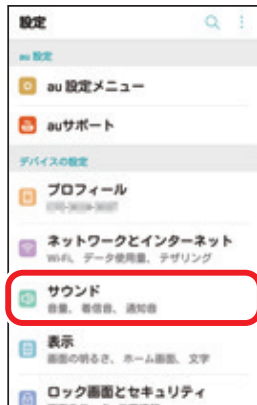 設定
au 設定
au 設定メニュー
auサポート
デバイスの設定
プロフィール
ネットワークとインターネット
Wi-Fi、データ使用量、テザリング
サウンド
音量、着信音、通知音
表示
画面の明るさ、ホーム画面、文字
ロック画面とセキュリティ